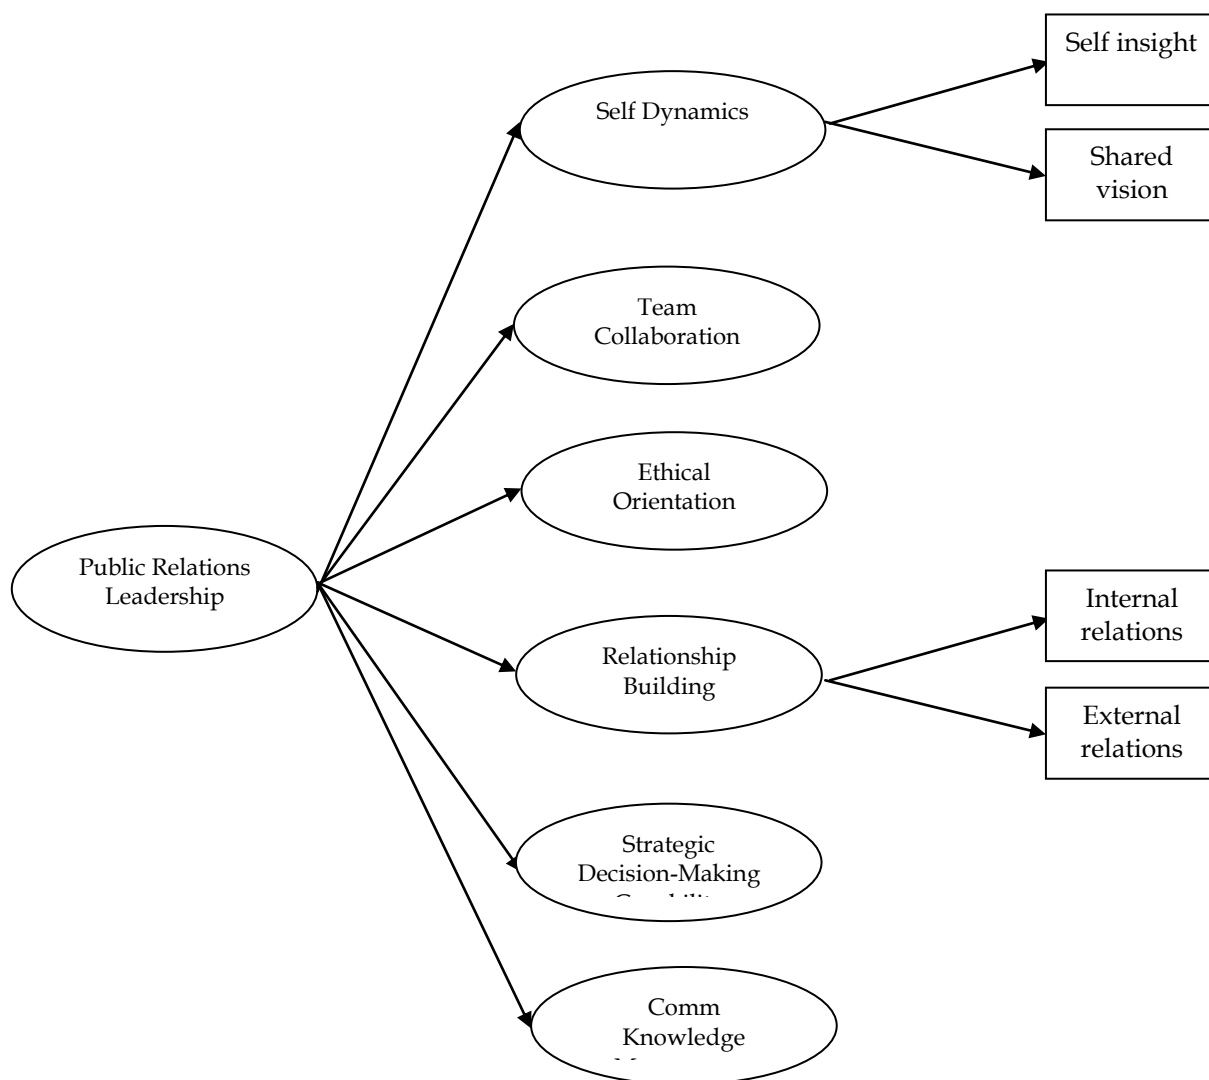 Self insight
Self Dynamics
Shared
vision
Team
Collaboration
Ethical
Orientation
Public Relations
Leadership
Internal
relations
Relationship
Building
External
relations
Strategic
Decision-Making
Comm
Knowledge